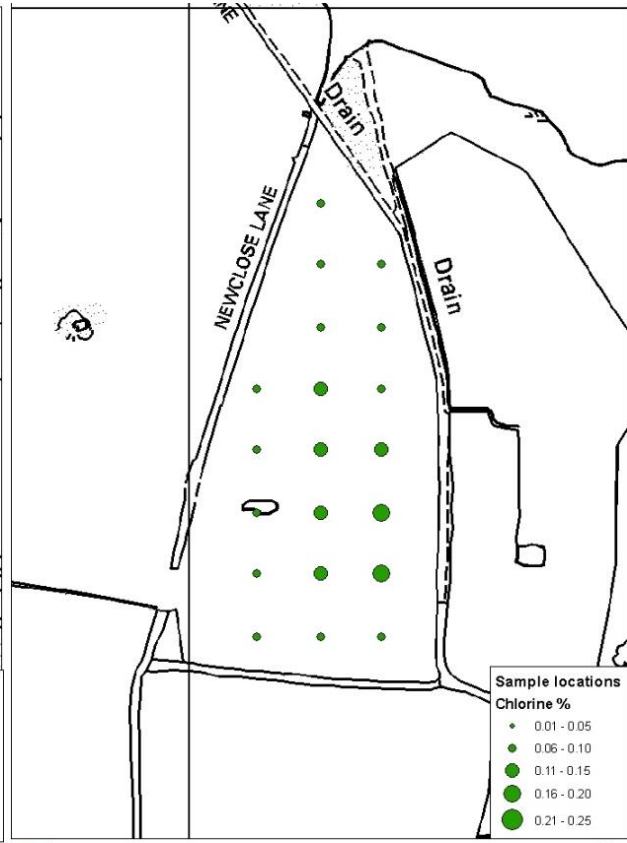 Drain
NEWCLOSE LANE
Drain
Sample locations
Chlorine %
0.01 - 0.05
0.06 - 0.10
0.11 - 0.15
0.16 - 0.20
0.21 - 0.25